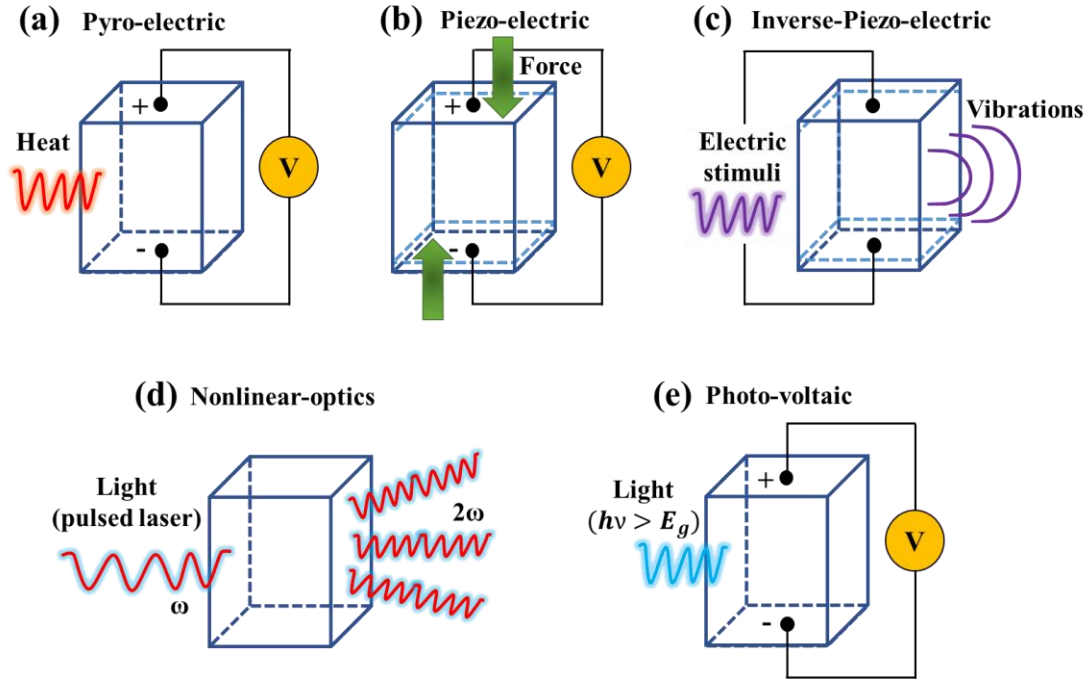 (a) Pyro-electric
+
Heat
V
-
(b) Piezo-electric
Force
+
V
-
(c) Inverse-Piezo-electric
Vibrations
Electric
stimuli
(d) Nonlinear-optics
Light
(pulsed laser)
ω
2ω
(e) Photo-voltaic
+
Light
(hν > E_g)
V
-